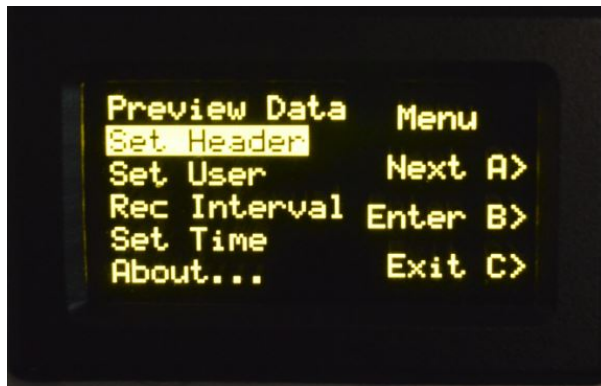 Preview Data
Set Header
Set User
Rec Interval
Set Time
About...
Menu
Next A>
Enter B>
Exit C>